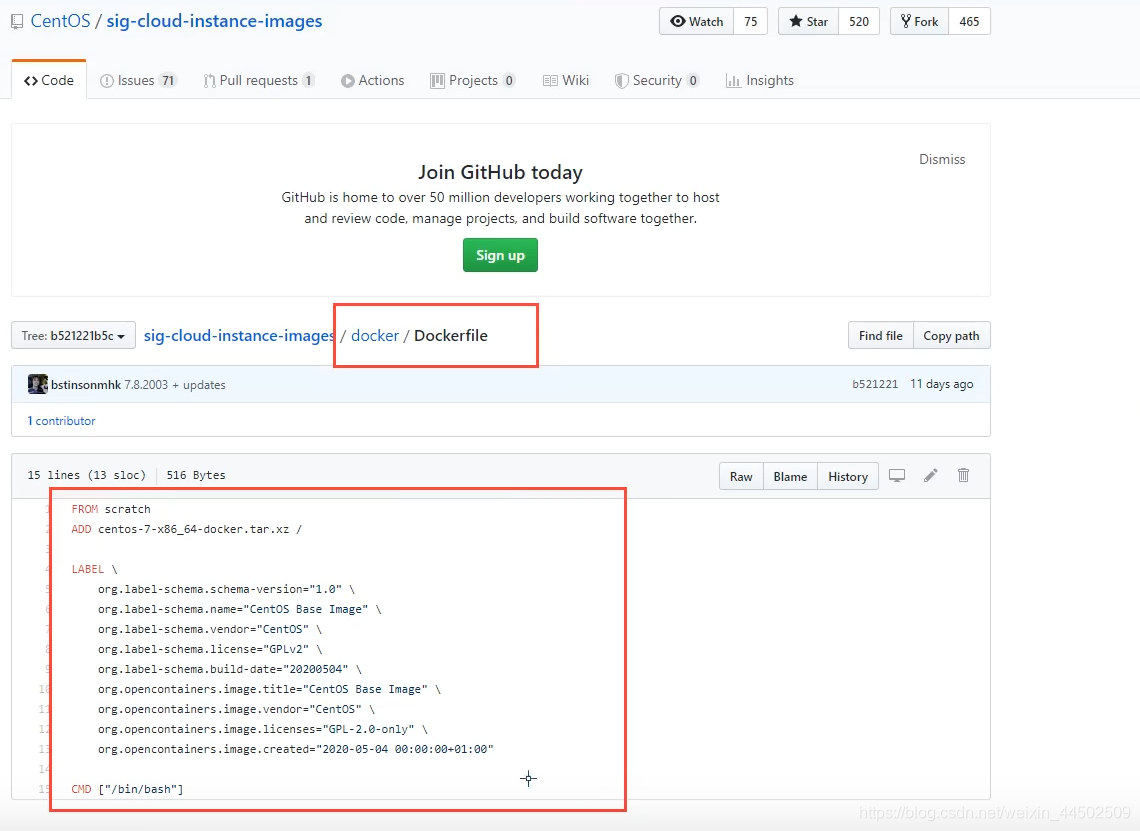 CentOS / sig-cloud-instance-images
Watch 75 Star 520 Fork 465
Code Issues 71 Pull requests 1 Actions Projects 0 Wiki Security 0 Insights
Dismiss
Join GitHub today
GitHub is home to over 50 million developers working together to host
and review code, manage projects, and build software together.
Sign up
Tree: b521221b5c sig-cloud-instance-images / docker / Dockerfile Find file Copy path
bstinsonmhk 7.8.2003 + updates b521221 11 days ago
1 contributor
15 lines (13 sloc) 516 Bytes Raw Blame History
1 FROM scratch
2 ADD centos-7-x86_64-docker.tar.xz /
3
4 LABEL \
5 org.label-schema.schema-version="1.0" \
6 org.label-schema.name="CentOS Base Image" \
7 org.label-schema.vendor="CentOS" \
8 org.label-schema.license="GPLv2" \
9 org.label-schema.build-date="20200504" \
10 org.opencontainers.image.title="CentOS Base Image" \
11 org.opencontainers.image.vendor="CentOS" \
12 org.opencontainers.image.licenses="GPL-2.0-only" \
13 org.opencontainers.image.created="2020-05-04 00:00:00+01:00"
14
15 CMD ["/bin/bash"]
https://blog.csdn.net/weixin_44502509